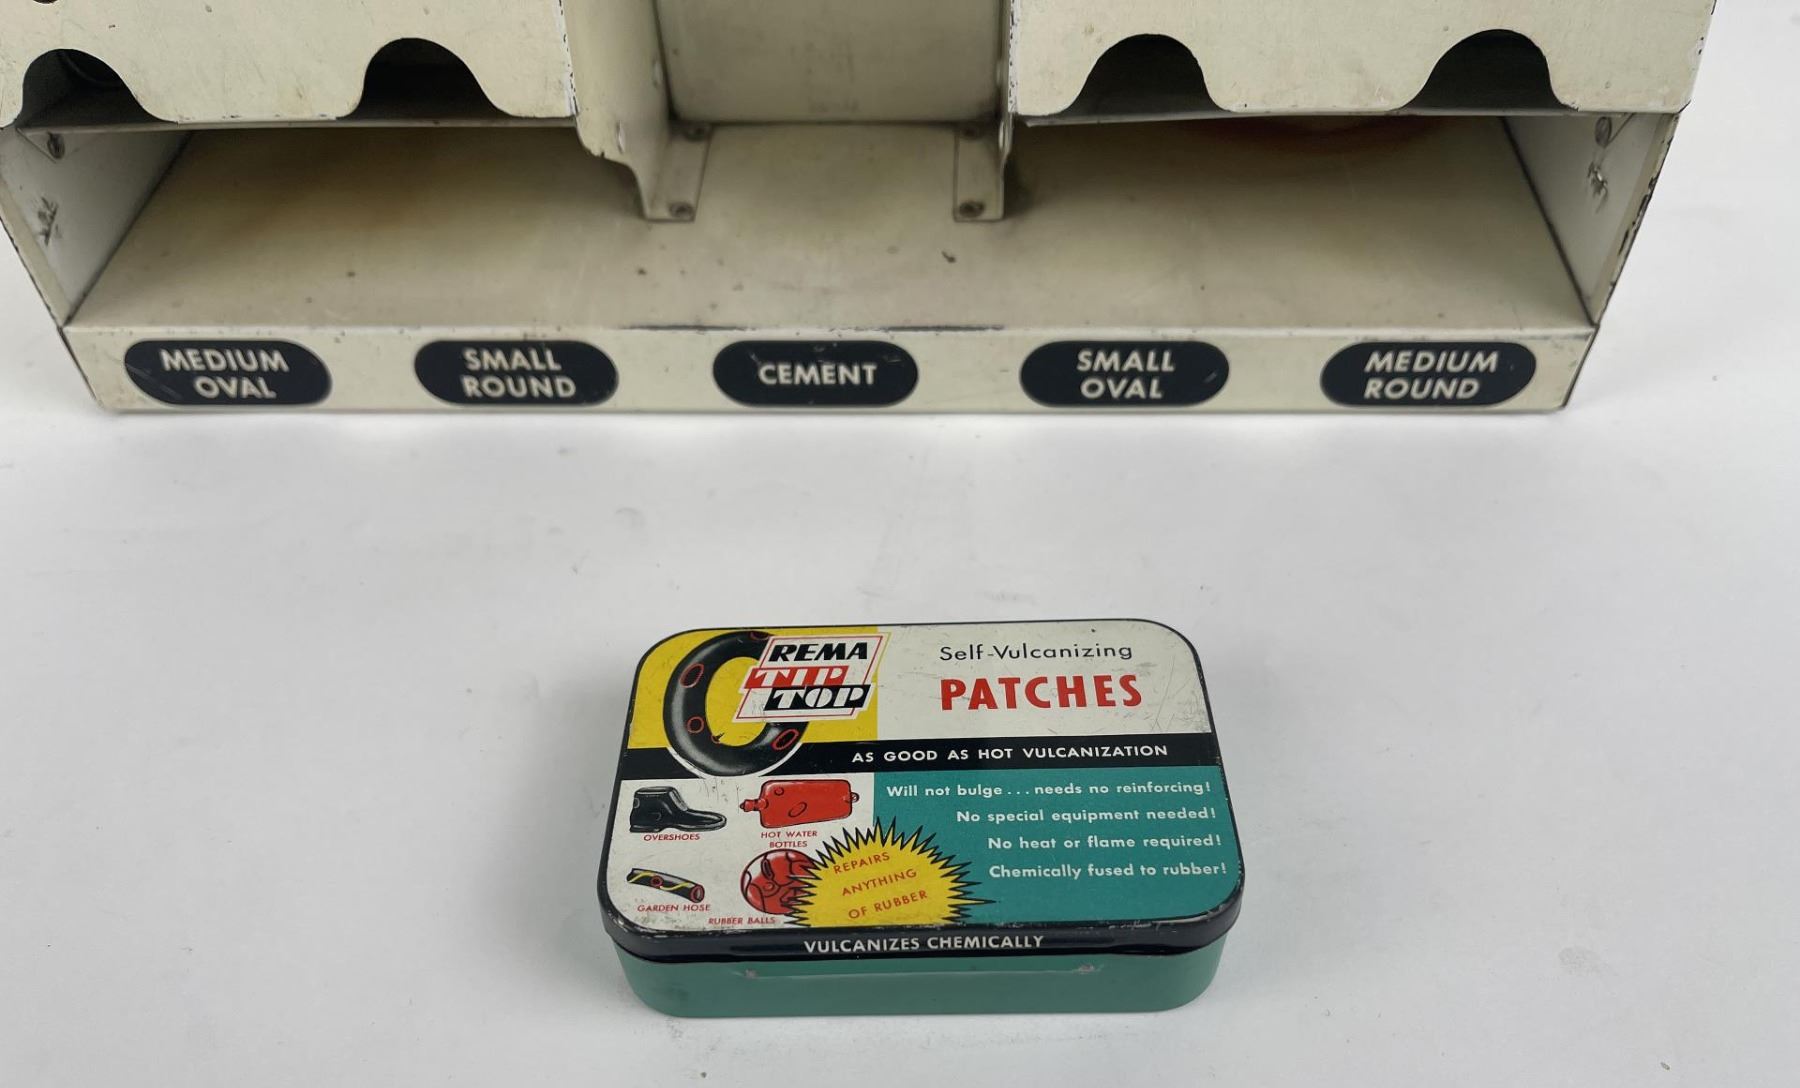 MEDIUM
OVAL
SMALL
ROUND
CEMENT
SMALL
OVAL
MEDIUM
ROUND
REMA
TIP
TOP
Self-Vulcanizing
PATCHES
AS GOOD AS HOT VULCANIZATION
Will not bulge...needs no reinforcing!
No special equipment needed!
No heat or flame required!
Chemically fused to rubber!
OVERSHOES
HOT WATER
BOTTLES
GARDEN HOSE
RUBBER BALLS
REPAIRS
ANYTHING
OF RUBBER
VULCANIZES CHEMICALLY